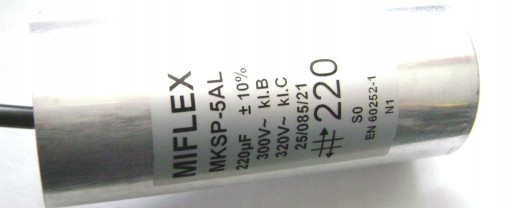 MIFLEX
MKSP-5AL
220µF ± 10%
300V~ kl.B
320V~ kl.C
25/085/21
220
S0
EN 60252-1
N1